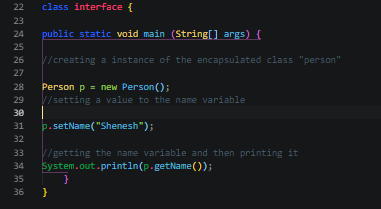 22 class interface {
23
24 public static void main (String[] args) {
25
26 //creating a instance of the encapsulated class "person"
27
28 Person p = new Person();
29 //setting a value to the name variable
30
31 p.setName("Shenesh");
32
33 //getting the name variable and then printing it
34 System.out.println(p.getName());
35 }
36 }